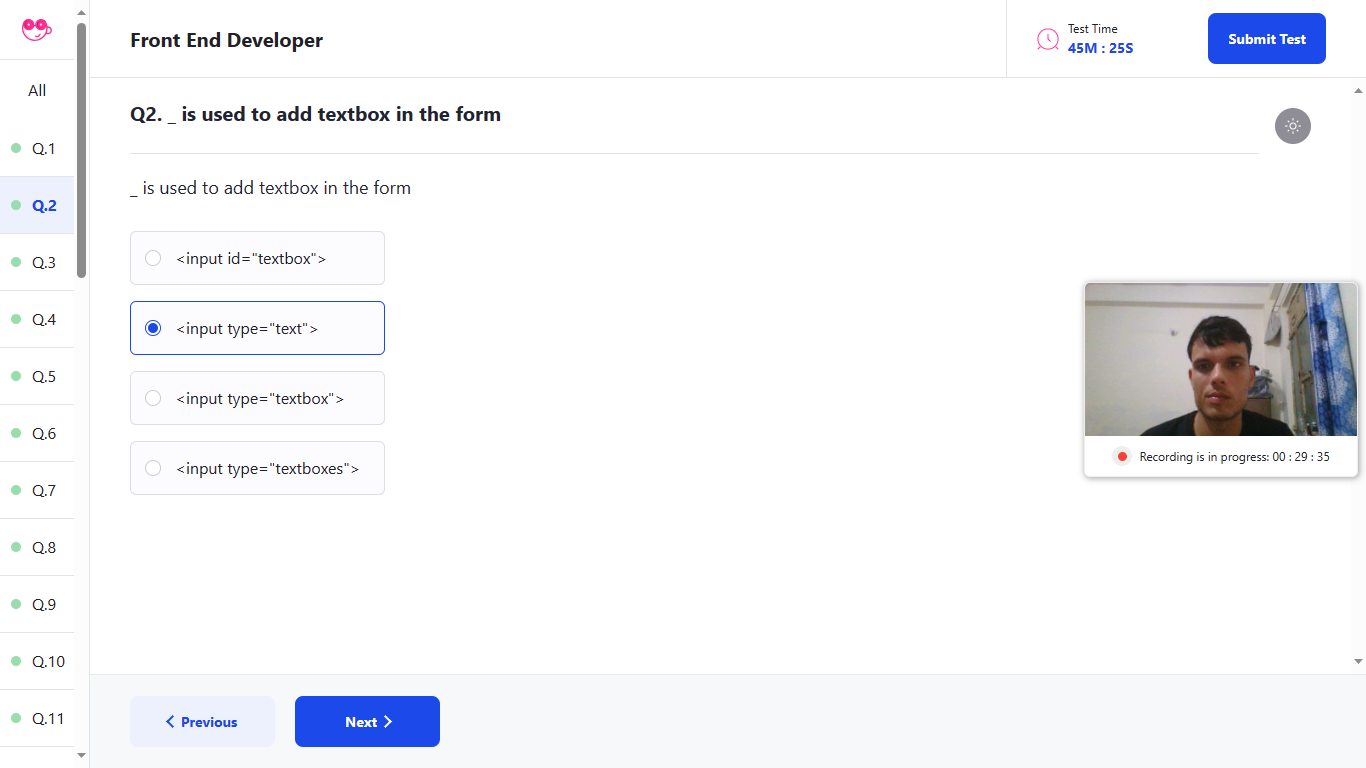 Front End Developer
Test Time
45M : 25S
Submit Test
All
Q.1
Q.2
Q.3
Q.4
Q.5
Q.6
Q.7
Q.8
Q.9
Q.10
Q.11
Q2. _ is used to add textbox in the form
_ is used to add textbox in the form
<input id="textbox">
<input type="text">
<input type="textbox">
<input type="textboxes">
Recording is in progress: 00 : 29 : 35
Previous
Next